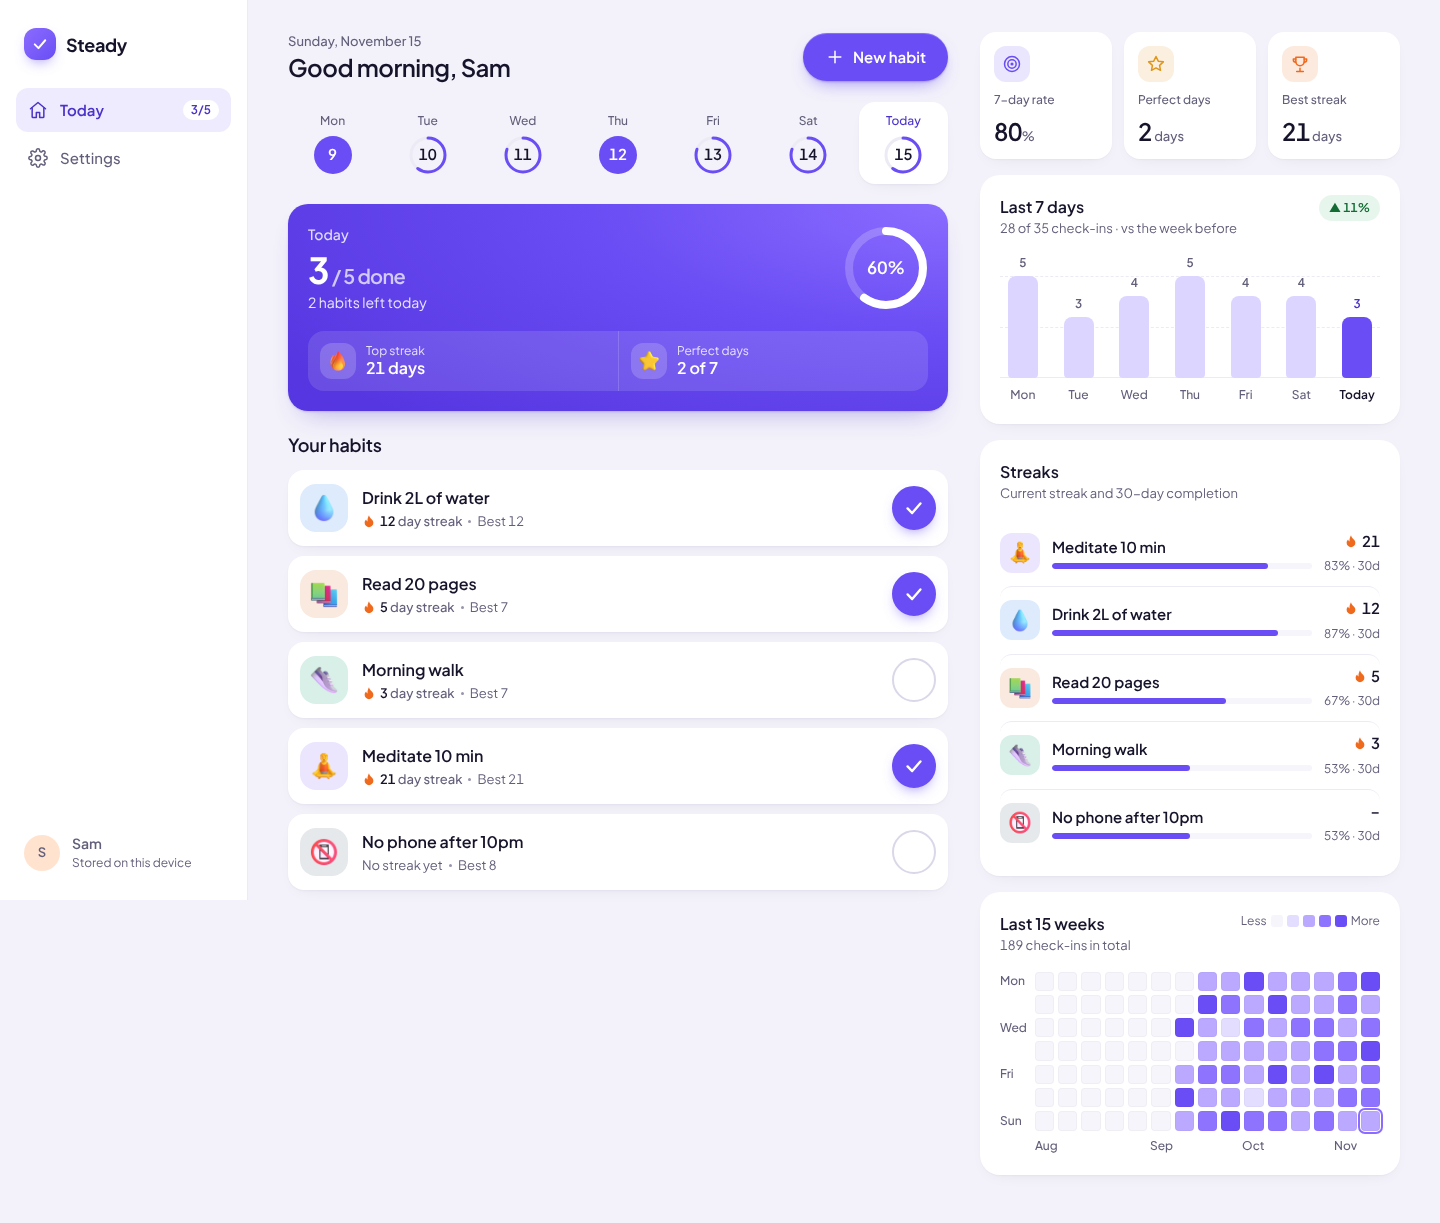 Steady
Today
3/5
Settings
S
Sam
Stored on this device
Sunday, November 15
Good morning, Sam
New habit
Mon
Tue
Wed
Thu
Fri
Sat
Today
9
10
11
12
13
14
15
Today
3 / 5 done
2 habits left today
60%
Top streak
21 days
Perfect days
2 of 7
Your habits
Drink 2L of water
12 day streak • Best 12
Read 20 pages
5 day streak • Best 7
Morning walk
3 day streak • Best 7
Meditate 10 min
21 day streak • Best 21
No phone after 10pm
No streak yet • Best 8
7-day rate
80%
Perfect days
2 days
Best streak
21 days
Last 7 days
▲ 11%
28 of 35 check-ins · vs the week before
5
3
4
5
4
4
3
Mon
Tue
Wed
Thu
Fri
Sat
Today
Streaks
Current streak and 30-day completion
Meditate 10 min
21
83% · 30d
Drink 2L of water
12
87% · 30d
Read 20 pages
5
67% · 30d
Morning walk
3
53% · 30d
No phone after 10pm
–
53% · 30d
Last 15 weeks
Less
More
189 check-ins in total
Mon
Wed
Fri
Sun
Aug
Sep
Oct
Nov